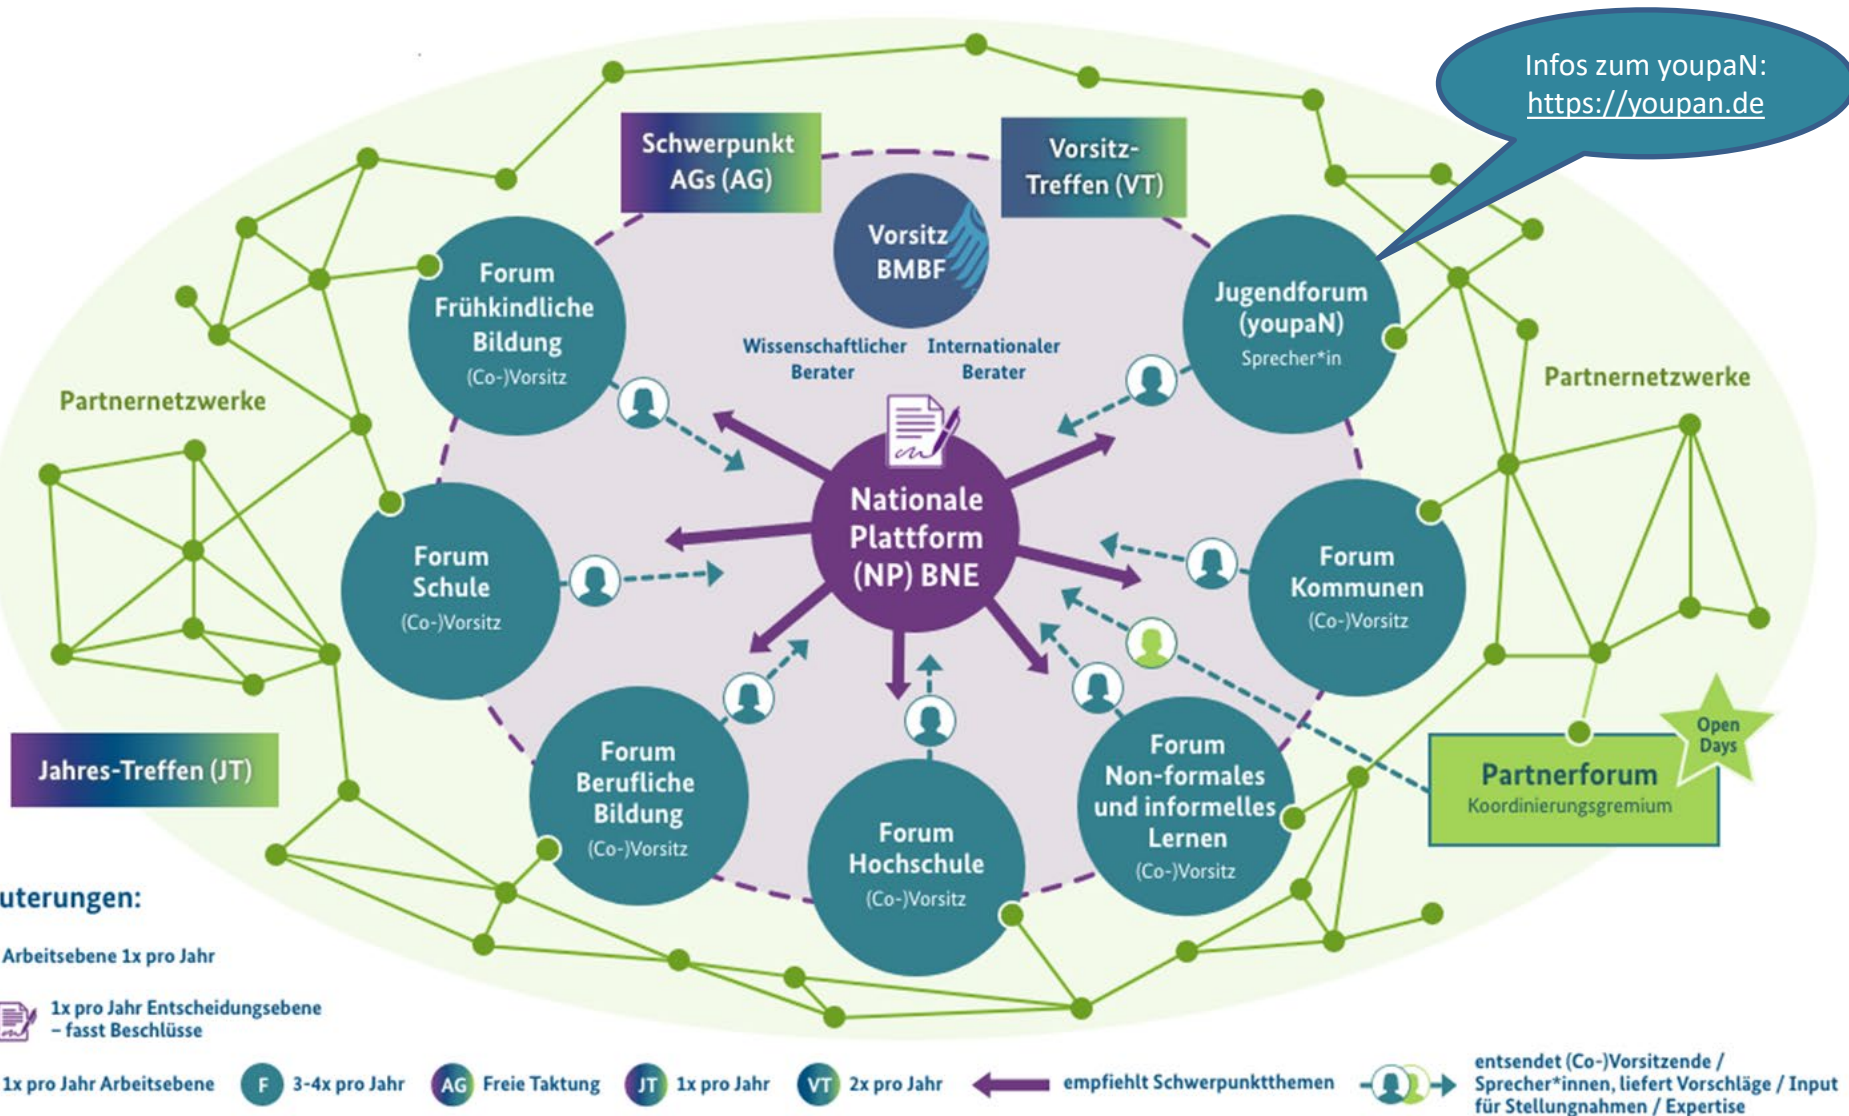 Infos zum youpaN:
https://youpan.de
Schwerpunkt
AGs (AG)
Vorsitz-
Treffen (VT)
Vorsitz
BMBF
Forum
Frühkindliche
Bildung
(Co-)Vorsitz
Jugendforum
(youpaN)
Sprecher*in
Wissenschaftlicher
Berater
Internationaler
Berater
Partnernetzwerke
Partnernetzwerke
Nationale
Plattform
(NP) BNE
Forum
Schule
(Co-)Vorsitz
Forum
Kommunen
(Co-)Vorsitz
Jahres-Treffen (JT)
Forum
Berufliche
Bildung
(Co-)Vorsitz
Forum
Hochschule
(Co-)Vorsitz
Forum
Non-formales
und informelles
Lernen
(Co-)Vorsitz
Open
Days
Partnerforum
Koordinierungsgremium
uterungen:
Arbeitsebene 1x pro Jahr
1x pro Jahr Entscheidungsebene
– fasst Beschlüsse
1x pro Jahr Arbeitsebene
F 3-4x pro Jahr
AG Freie Taktung
JT 1x pro Jahr
VT 2x pro Jahr
empfiehlt Schwerpunktthemen
entsendet (Co-)Vorsitzende /
Sprecher*innen, liefert Vorschläge / Input
für Stellungnahmen / Expertise